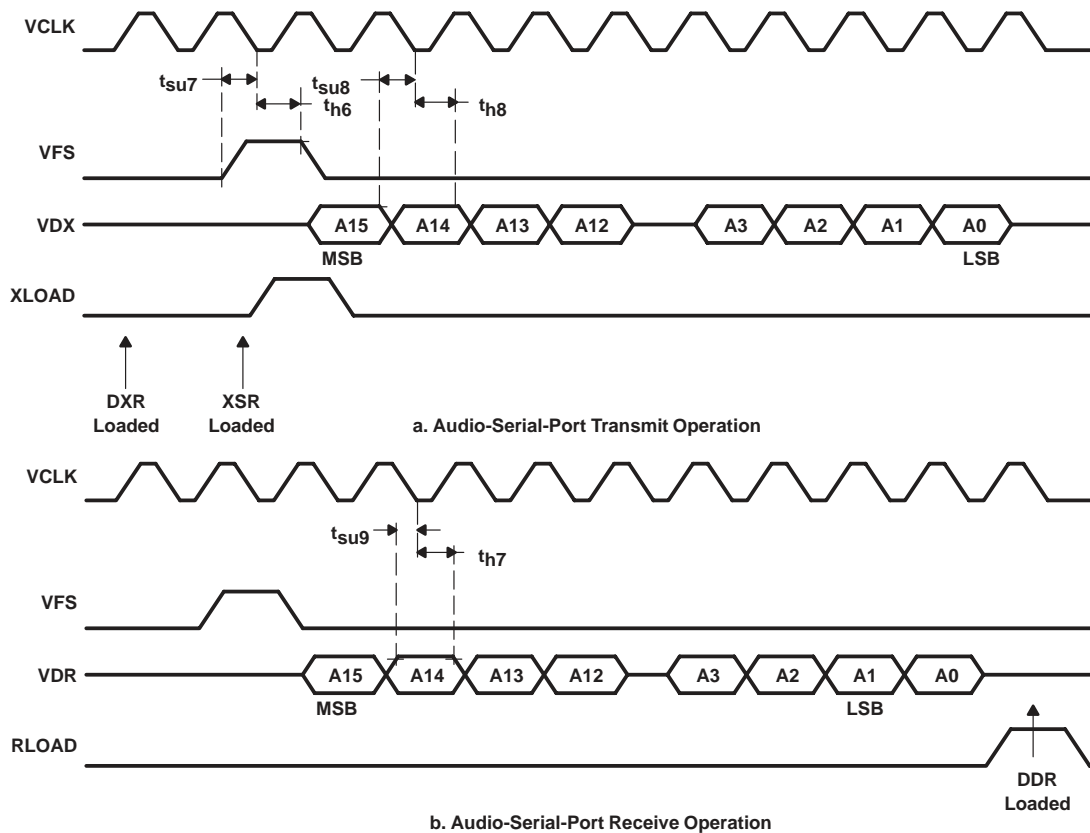 VCLK
tsu7
tsu8
th6
th8
VFS
VDX
A15
A14
A13
A12
A3
A2
A1
A0
MSB
LSB
XLOAD
DXR
Loaded
XSR
Loaded
a. Audio-Serial-Port Transmit Operation
VCLK
tsu9
th7
VFS
VDR
A15
A14
A13
A12
A3
A2
A1
A0
MSB
LSB
RLOAD
DDR
Loaded
b. Audio-Serial-Port Receive Operation